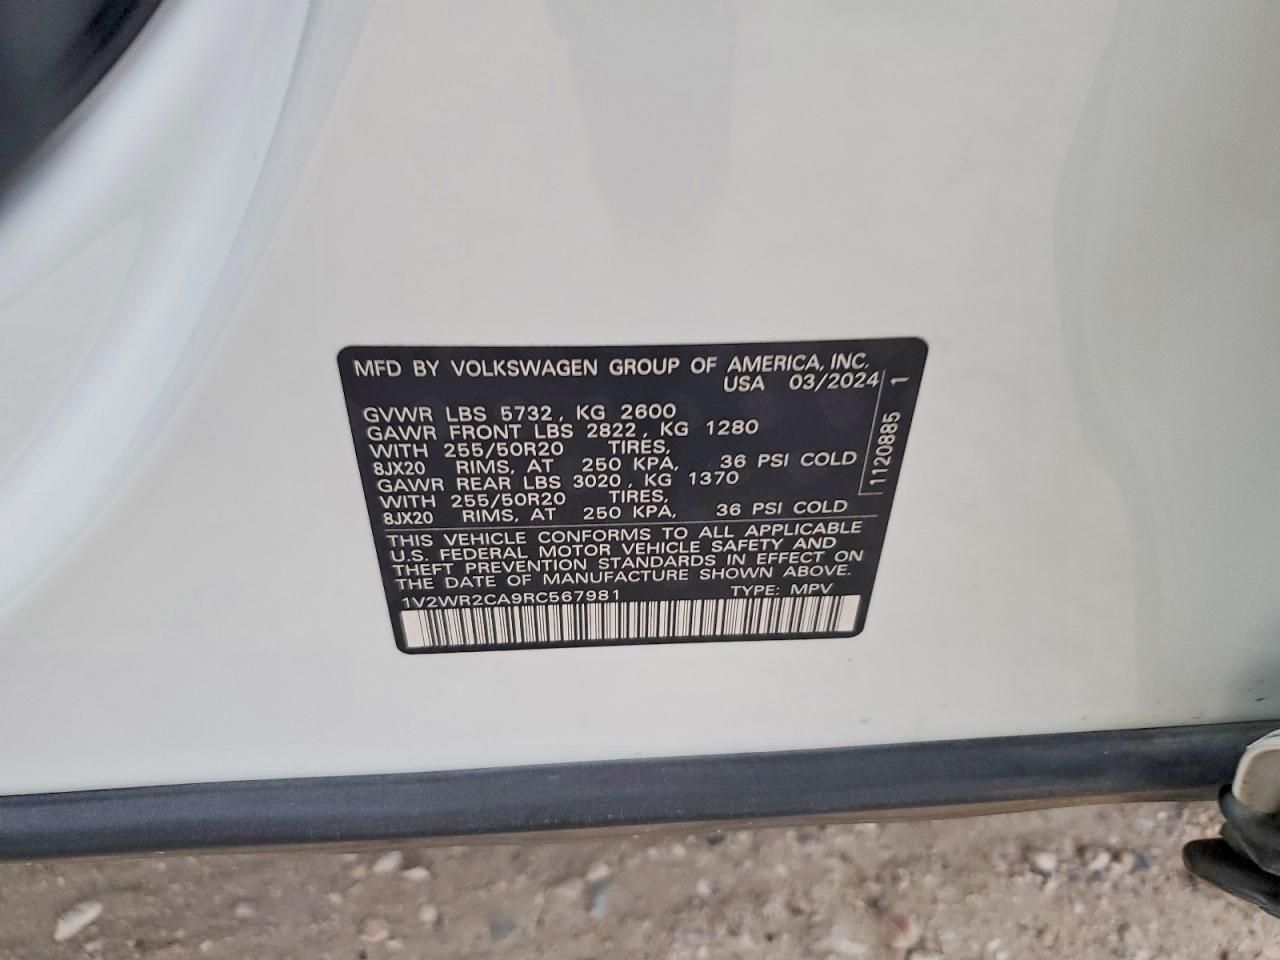 MFD BY VOLKSWAGEN GROUP OF AMERICA, INC.
USA 03/2024
GVWR LBS 5732, KG 2600
GAWR FRONT LBS 2822, KG 1280
WITH 255/50R20 TIRES,
8JX20 RIMS, AT 250 KPA, 36 PSI COLD
GAWR REAR LBS 3020, KG 1370
WITH 255/50R20 TIRES,
8JX20 RIMS, AT 250 KPA, 36 PSI COLD
THIS VEHICLE CONFORMS TO ALL APPLICABLE
U.S. FEDERAL MOTOR VEHICLE SAFETY AND
THEFT PREVENTION STANDARDS IN EFFECT ON
THE DATE OF MANUFACTURE SHOWN ABOVE.
1V2WR2CA9RC567981 TYPE: MPV
1120885 1